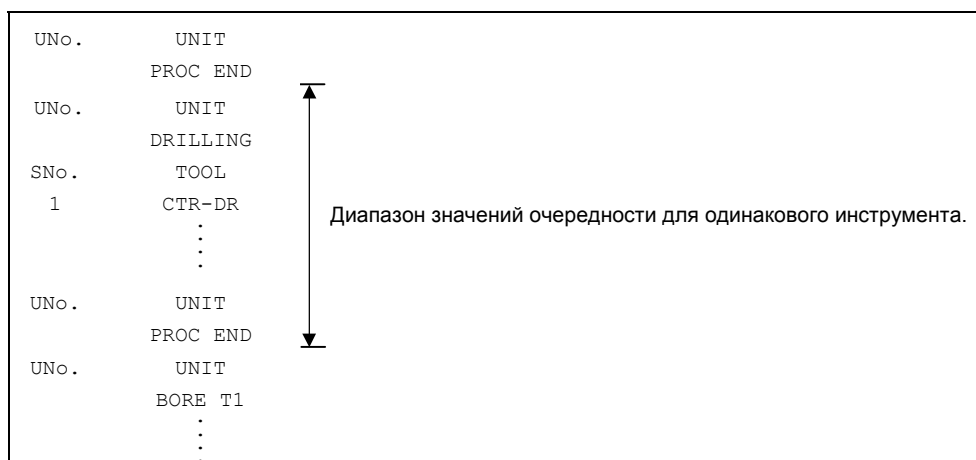 UNo. UNIT
PROC END
UNo. UNIT
DRILLING
SNo. TOOL
1 CTR-DR
Диапазон значений очередности для одинакового инструмента.
UNo. UNIT
PROC END
UNo. UNIT
BORE T1